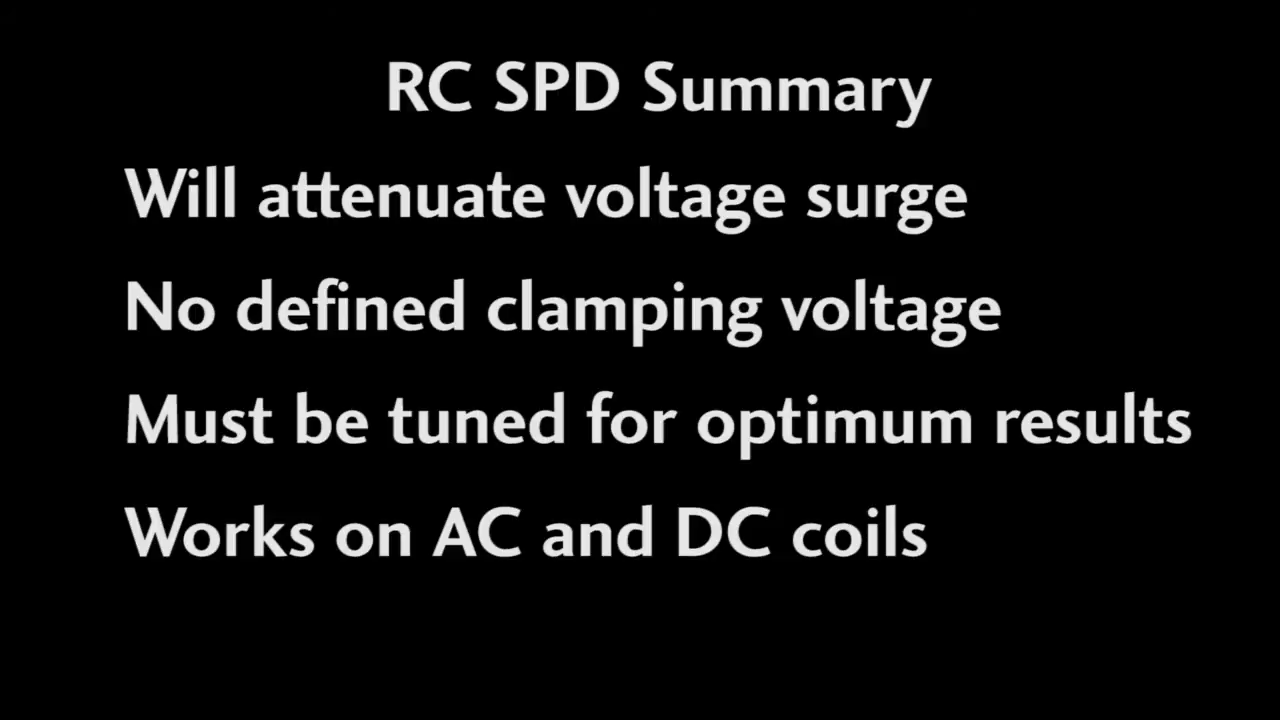 RC SPD Summary
Will attenuate voltage surge
No defined clamping voltage
Must be tuned for optimum results
Works on AC and DC coils